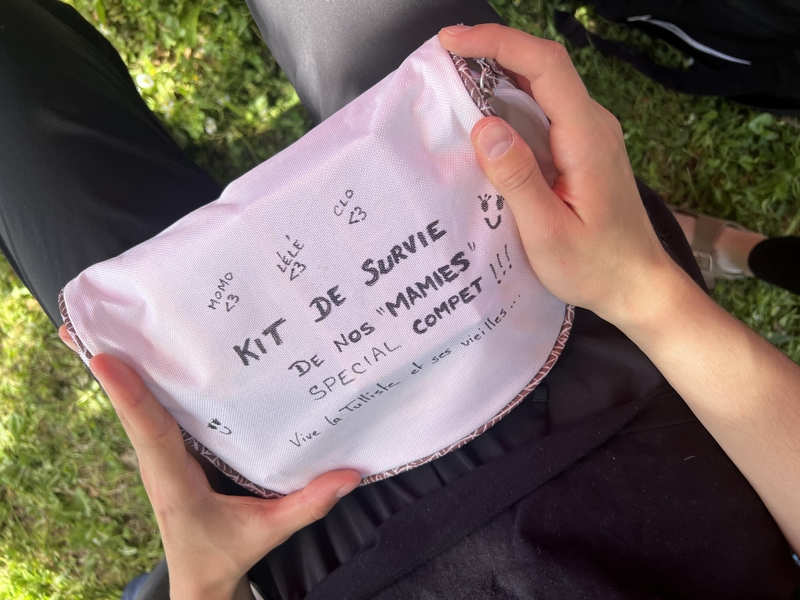 MOMO
<3
LÉLÉ
<3
CLO
<3
KIT DE SURVIE
DE NOS "MAMIES"
SPECIAL COMPET !!!
Vive la Tulliste et ses vieilles...